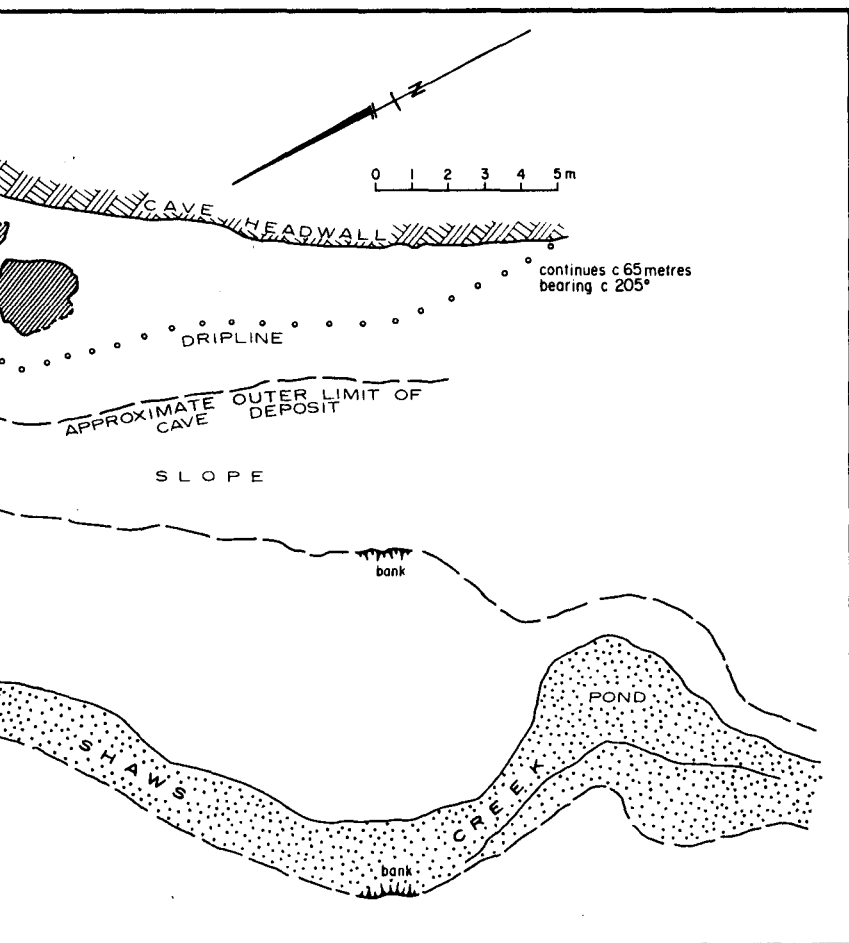 N
0 1 2 3 4 5 m
CAVE HEADWALL
continues c 65 metres
bearing c 205°
DRIPLINE
APPROXIMATE OUTER LIMIT OF
CAVE DEPOSIT
SLOPE
bank
POND
SHAWS CREEK
bank